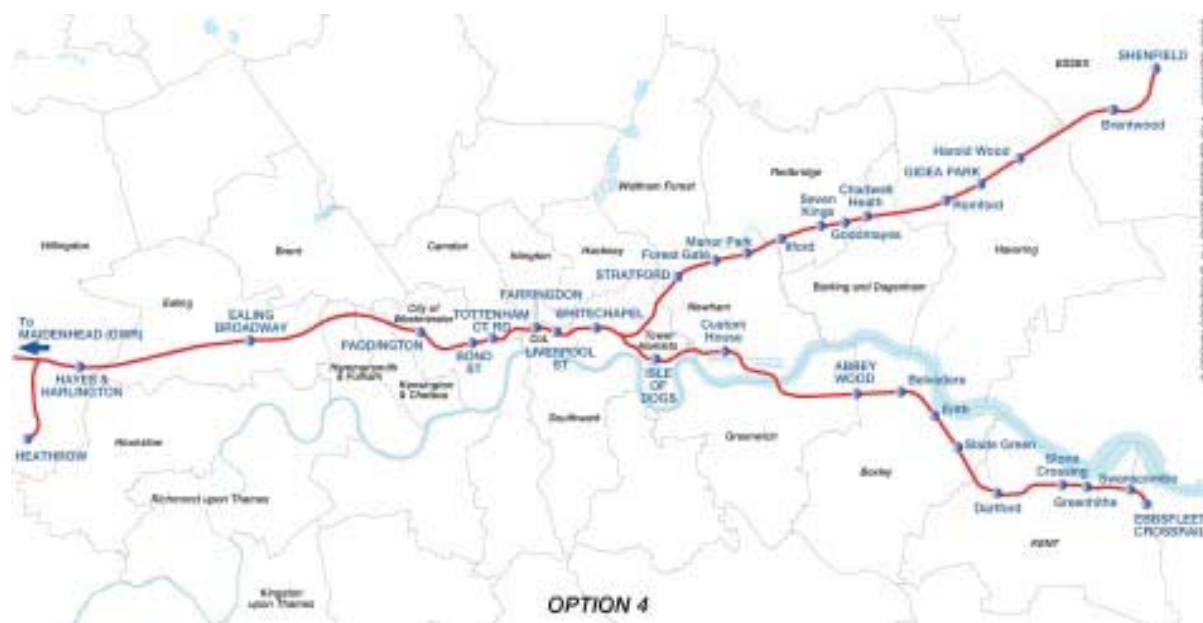 SHENFIELD
ESSEX
Brentwood
Harold Wood
GIDEA PARK
Romford
Redbridge
Chadwell
Heath
Seven
Kings
Goodmayes
Ilford
Waltham Forest
Manor Park
Forest Gate
STRATFORD
Havering
Barking and Dagenham
Newham
Hillingdon
Brent
Camden
Islington
Hackney
Ealing
EALING
BROADWAY
City of
Westminster
TOTTENHAM
CT. RD
FARRINGDON
WHITECHAPEL
To
MAIDENHEAD (GWR)
PADDINGTON
BOND
ST
CoL
LIVERPOOL
ST
Tower
Hamlets
Custom
House
ISLE
OF
DOGS
HAYES &
HARLINGTON
Hammersmith
& Fulham
Kensington
& Chelsea
ABBEY
WOOD
Belvedere
Erith
Slade Green
HEATHROW
Hounslow
Southwark
Greenwich
Bexley
Richmond upon Thames
Stone
Crossing
Swanscombe
Dartford
Greenhithe
EBBSFLEET
CROSSRAIL
KENT
Kingston
upon Thames
OPTION 4